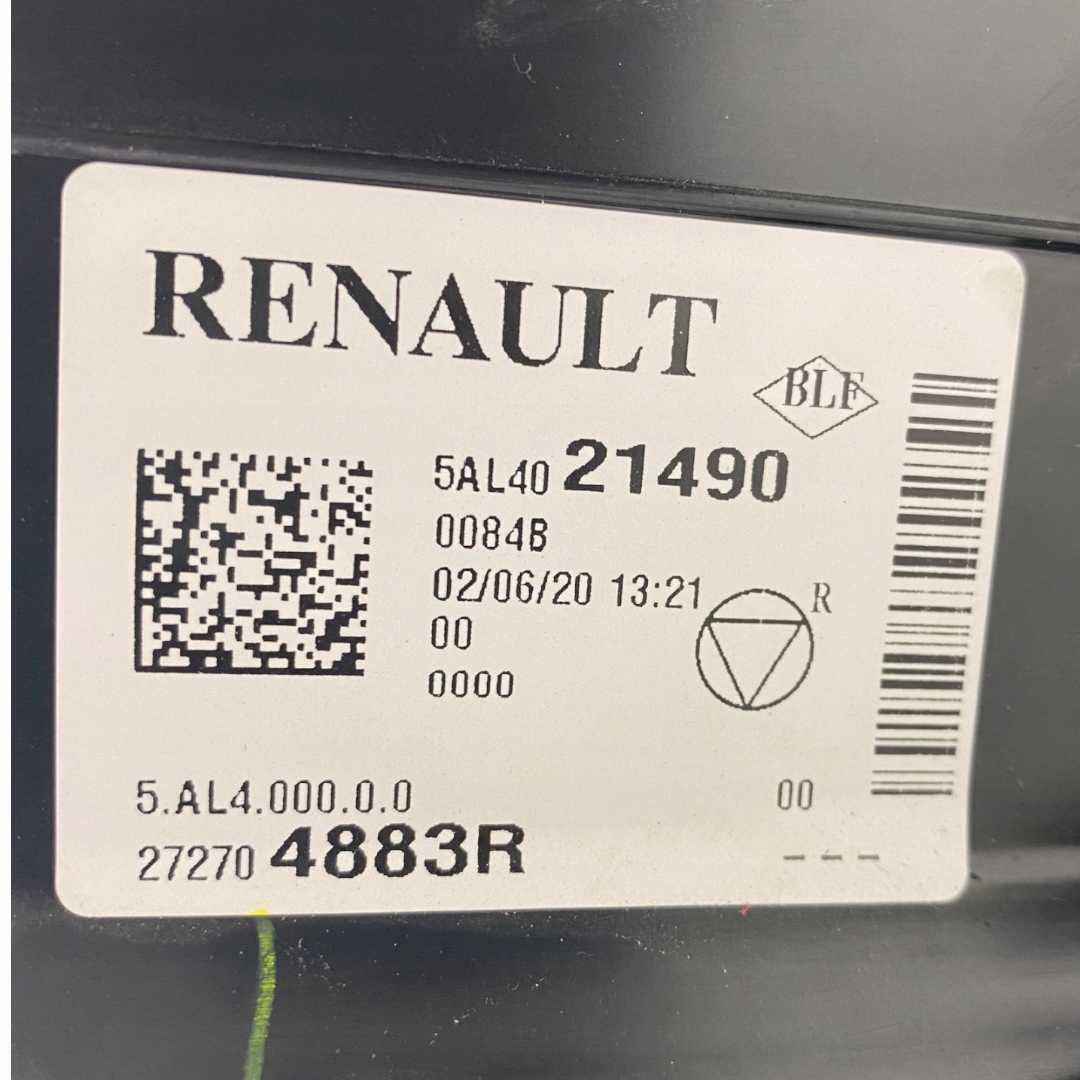 RENAULT
BLF
5AL40 21490
0084B
02/06/20 13:21
R
00
0000
5.AL4.000.0.0
00
27270 4883R
---